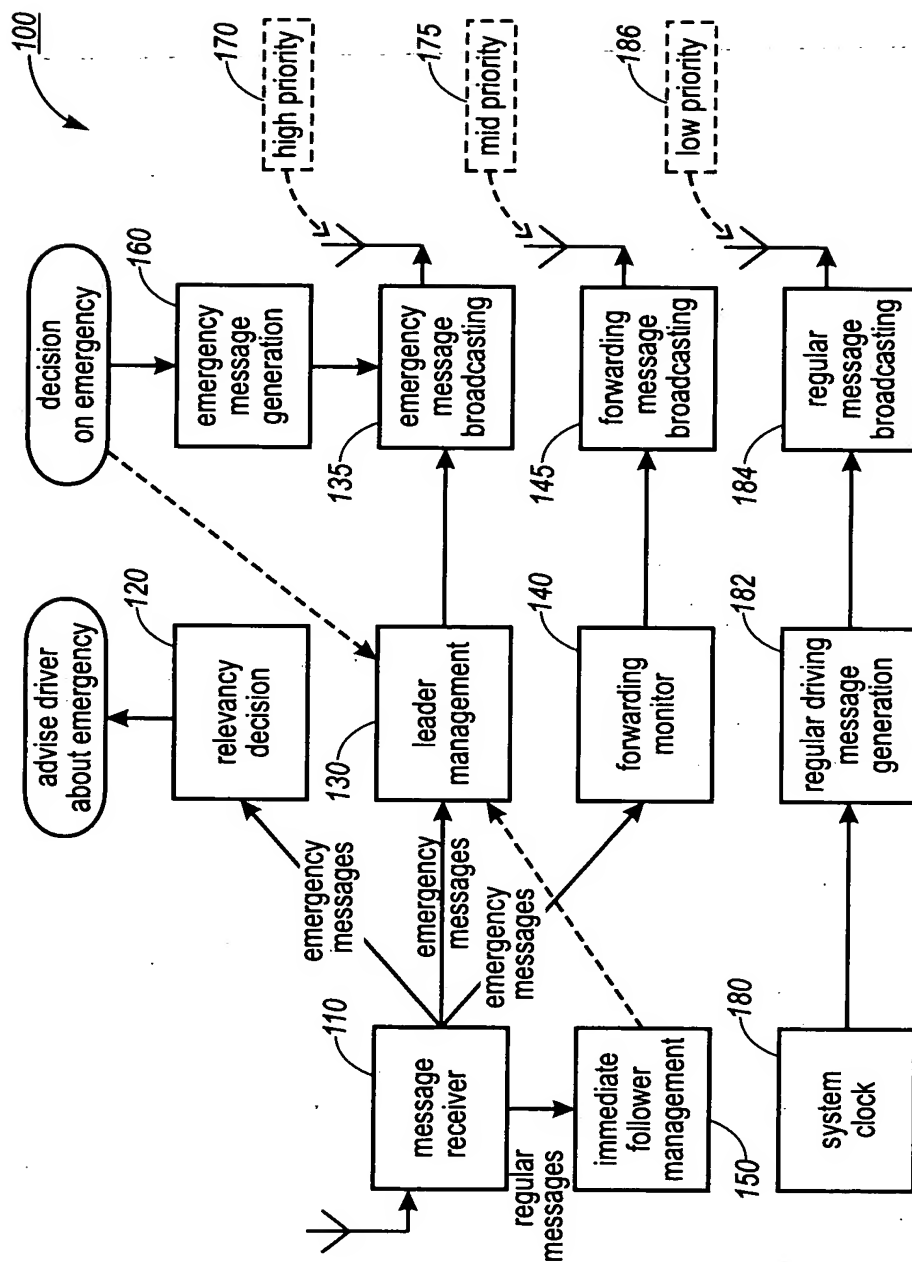 100
decision
on emergency
advise driver
about emergency
160
emergency
message
generation
170
high priority
120
relevancy
decision
135
emergency
message
broadcasting
130
leader
management
emergency
messages
emergency
messages
emergency
messages
110
message
receiver
regular
messages
175
mid priority
145
forwarding
message
broadcasting
140
forwarding
monitor
immediate
follower
management
150
186
low priority
184
regular
message
broadcasting
182
regular driving
message
generation
180
system
clock